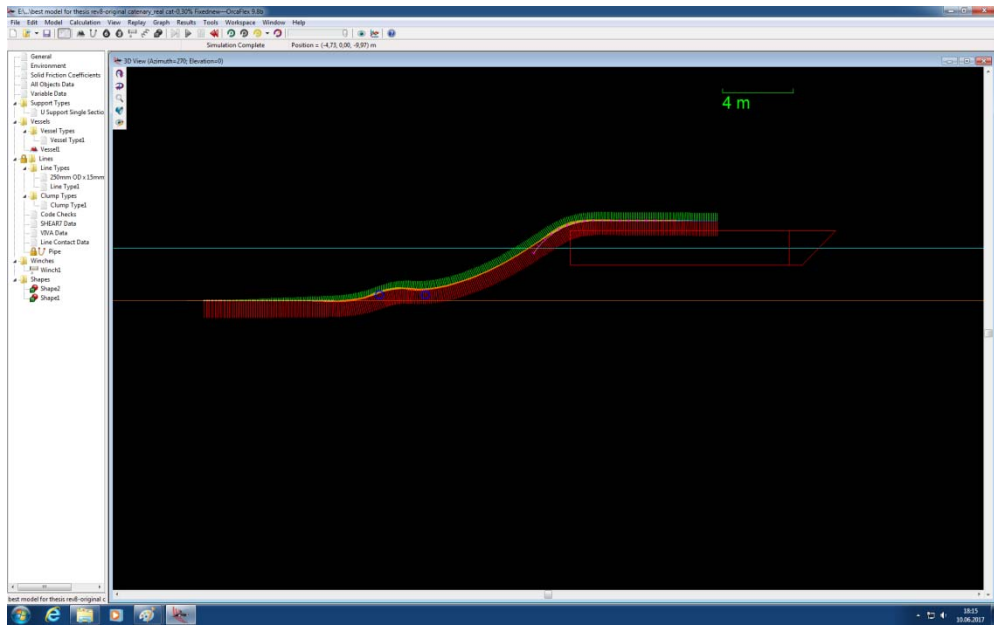 E:\...\best model for thesis rev8-original catenary_real cat-0.30% Fixednew---OrcaFlex 9.8b
File Edit Model Calculation View Replay Graph Results Tools Workspace Window Help
Simulation Complete Position = (-4,73, 0,00, -9,97) m
General
Environment
Solid Friction Coefficients
All Objects Data
Variable Data
Support Types
U Support Single Sectio
Vessels
Vessel Types
Vessel Type1
Vessel1
Lines
Line Types
250mm OD x 15mm
Line Type1
Clump Types
Clump Type1
Code Checks
SHEAR7 Data
VIVA Data
Line Contact Data
Pipe
Winches
Winch1
Shapes
Shape2
Shape1
3D View (Azimuth=270; Elevation=0)
4 m
best model for thesis rev8-original c
18:15
10.06.2017